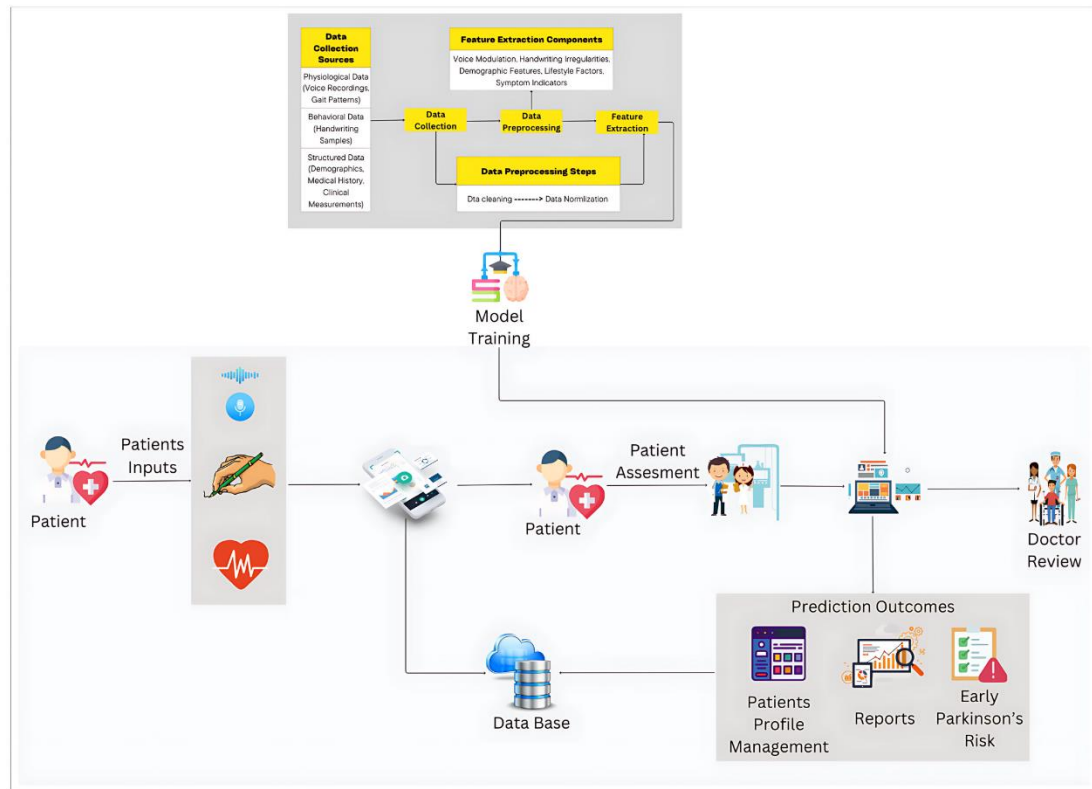 Data
Collection
Sources
Physiological Data
(Voice Recordings,
Gait Patterns)
Behavioral Data
(Handwriting
Samples)
Structured Data
(Demographics,
Medical History,
Clinical
Measurements)
Feature Extraction Components
Voice Modulation, Handwriting Irregularities,
Demographic Features, Lifestyle Factors,
Symptom Indicators
Data
Collection
Data
Preprocessing
Feature
Extraction
Data Preprocessing Steps
Dta cleaning -------> Data Normlization
Model
Training
Patient
Patients
Inputs
Patient
Patient
Assesment
Doctor
Review
Prediction Outcomes
Patients
Profile
Management
Reports
Early
Parkinson’s
Risk
Data Base